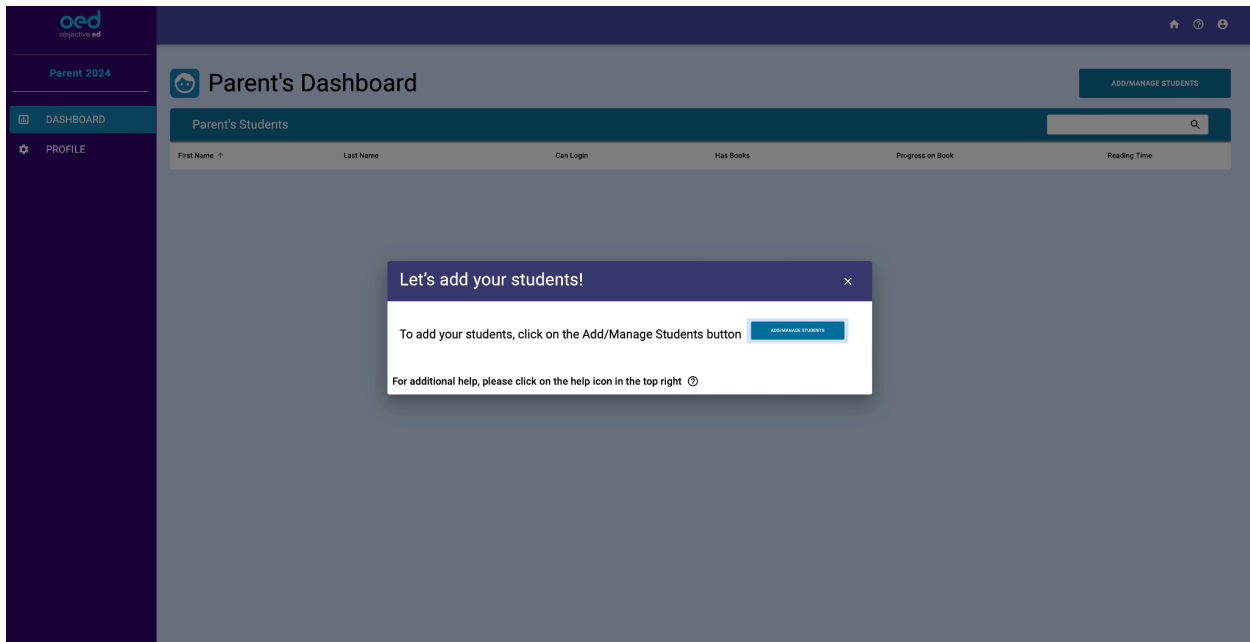 oed
objective ed
Parent 2024
DASHBOARD
PROFILE
Parent's Dashboard
ADD/MANAGE STUDENTS
Parent's Students
First Name ↑ Last Name Can Login Has Books Progress on Book Reading Time
Let’s add your students!
To add your students, click on the Add/Manage Students button ADD/MANAGE STUDENTS
For additional help, please click on the help icon in the top right